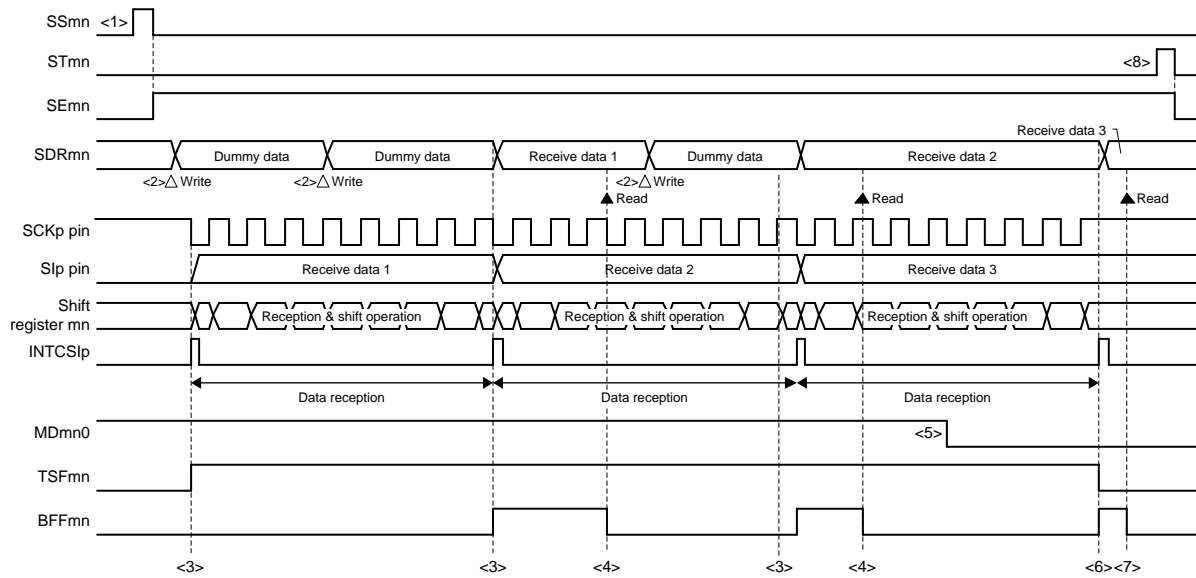 SSmn <1>
STmn <8>
SEmn
Receive data 3
SDRmn Dummy data Dummy data Receive data 1 Dummy data Receive data 2
<2>△ Write <2>△ Write <2>△ Write
▲Read ▲Read ▲Read
SCKp pin
SIp pin Receive data 1 Receive data 2 Receive data 3
Shift
register mn Reception & shift operation Reception & shift operation Reception & shift operation
INTCSIp
Data reception Data reception Data reception
MDmn0 <5>
TSFmn
BFFmn
<3> <3> <4> <3> <4> <6> <7>